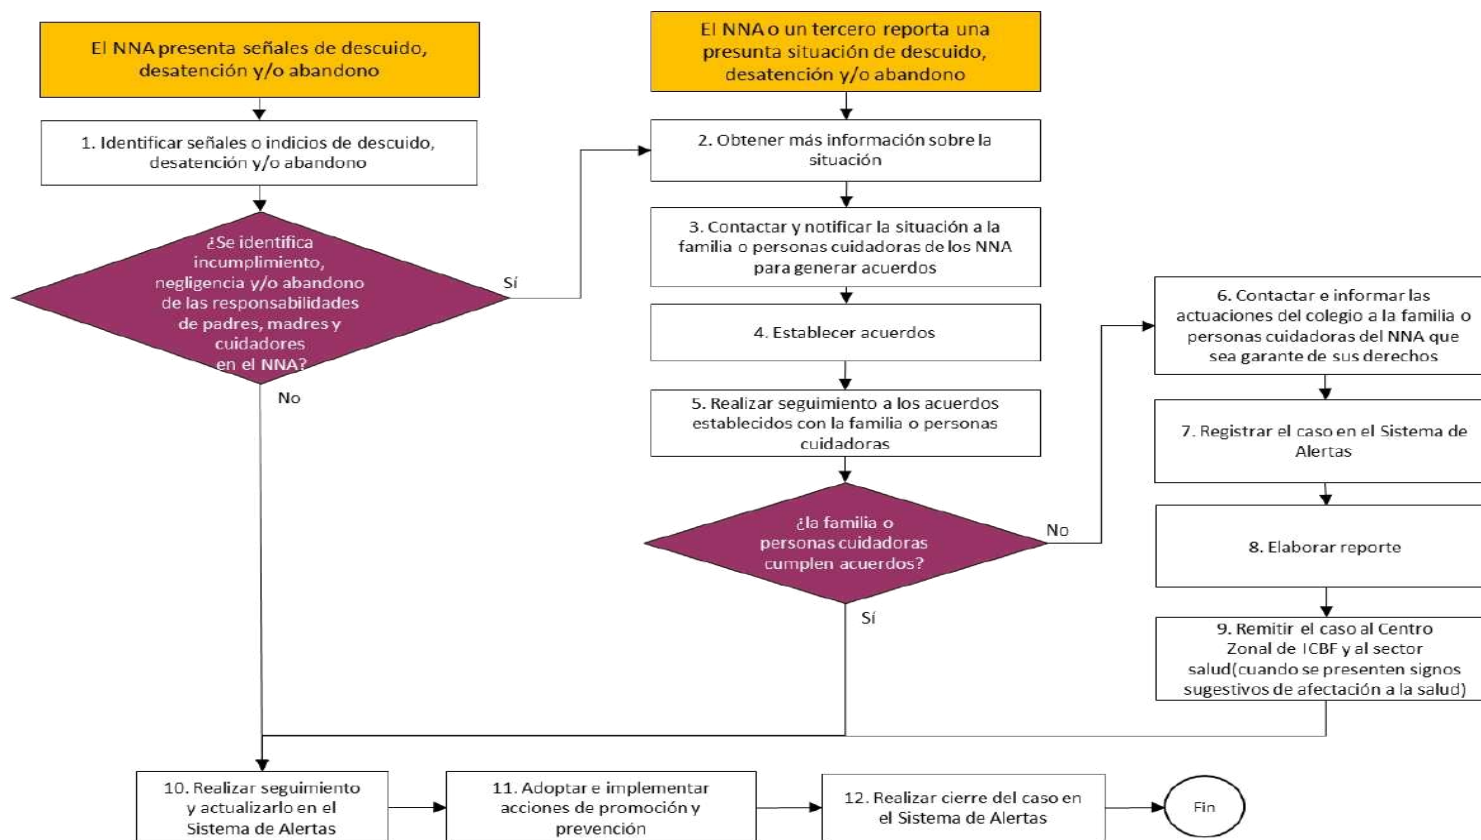 El NNA presenta señales de descuido,
desatención y/o abandono
1. Identificar señales o indicios de descuido,
desatención y/o abandono
¿Se identifica
incumplimiento,
negligencia y/o abandono
de las responsabilidades
de padres, madres y
cuidadores
en el NNA?
Sí
No
El NNA o un tercero reporta una
presunta situación de descuido,
desatención y/o abandono
2. Obtener más información sobre la
situación
3. Contactar y notificar la situación a la
familia o personas cuidadoras de los NNA
para generar acuerdos
4. Establecer acuerdos
5. Realizar seguimiento a los acuerdos
establecidos con la familia o personas
cuidadoras
¿la familia o
personas cuidadoras
cumplen acuerdos?
No
Sí
6. Contactar e informar las
actuaciones del colegio a la familia o
personas cuidadoras del NNA que
sea garante de sus derechos
7. Registrar el caso en el Sistema de
Alertas
8. Elaborar reporte
9. Remitir el caso al Centro
Zonal de ICBF y al sector
salud(cuando se presenten signos
sugestivos de afectación a la salud)
10. Realizar seguimiento
y actualizarlo en el
Sistema de Alertas
11. Adoptar e implementar
acciones de promoción y
prevención
12. Realizar cierre del caso en
el Sistema de Alertas
Fin